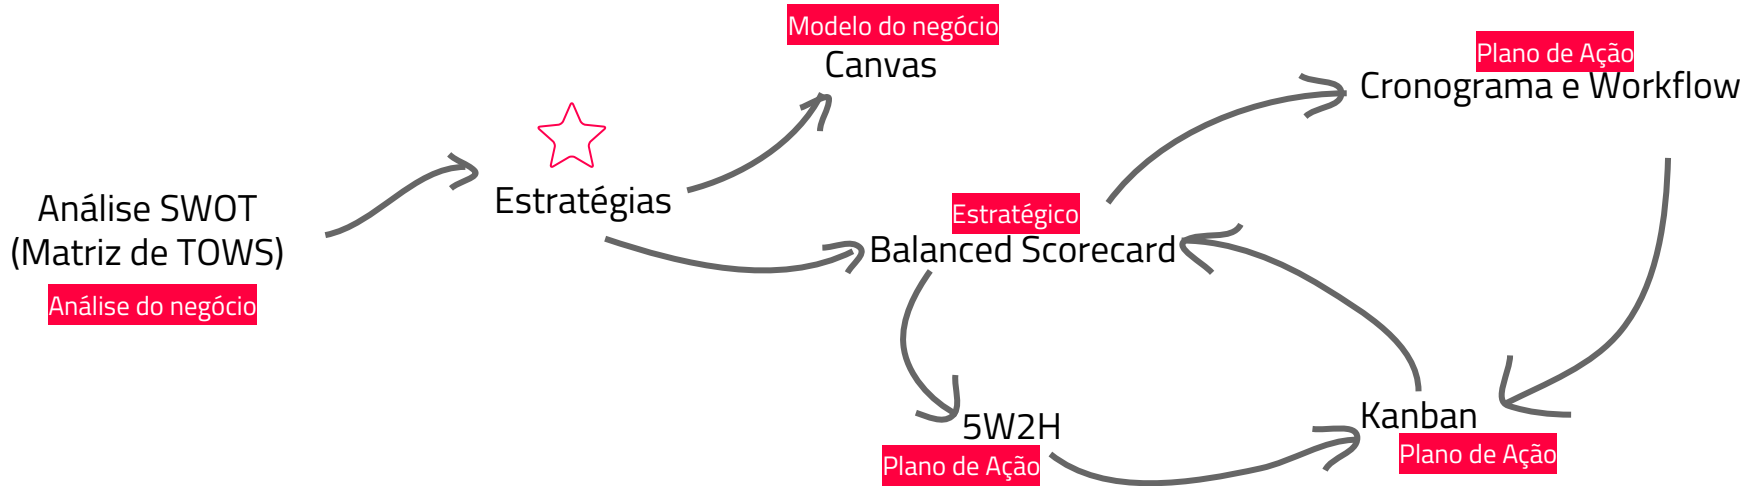 Análise SWOT
(Matriz de TOWS)
Análise do negócio
Estratégias
Modelo do negócio
Canvas
Estratégico
Balanced Scorecard
Plano de Ação
Cronograma e Workflow
5W2H
Plano de Ação
Kanban
Plano de Ação